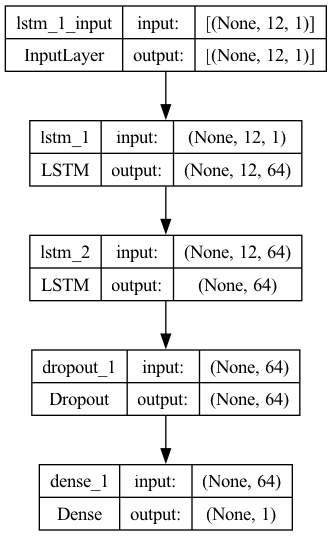 lstm_1_input input: [(None, 12, 1)]
InputLayer output: [(None, 12, 1)]
lstm_1 input: (None, 12, 1)
LSTM output: (None, 12, 64)
lstm_2 input: (None, 12, 64)
LSTM output: (None, 64)
dropout_1 input: (None, 64)
Dropout output: (None, 64)
dense_1 input: (None, 64)
Dense output: (None, 1)